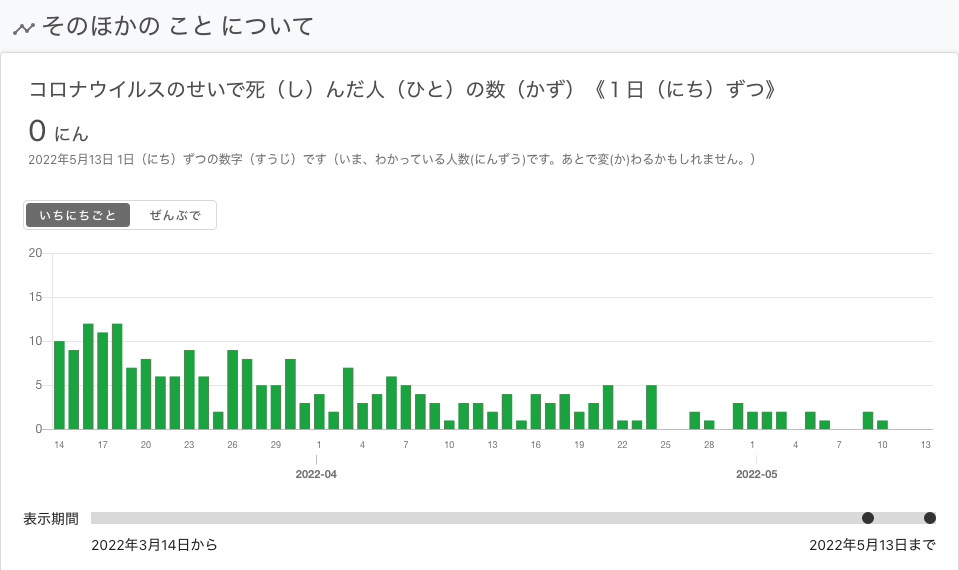 そのほかの こと について
コロナウイルスのせいで死（し）んだ人（ひと）の数（かず）《１日（にち）ずつ》
0 にん
2022年5月13日 1日（にち）ずつの数字（すうじ）です（いま、わかっている人数(にんずう)です。あとで変(か)わるかもしれません。）
いちにちごと ぜんぶで
20
15
10
5
0
14 17 20 23 26 29 1 4 7 10 13 16 19 22 25 28 1 4 7 10 13
2022-04 2022-05
表示期間
2022年3月14日から 2022年5月13日まで